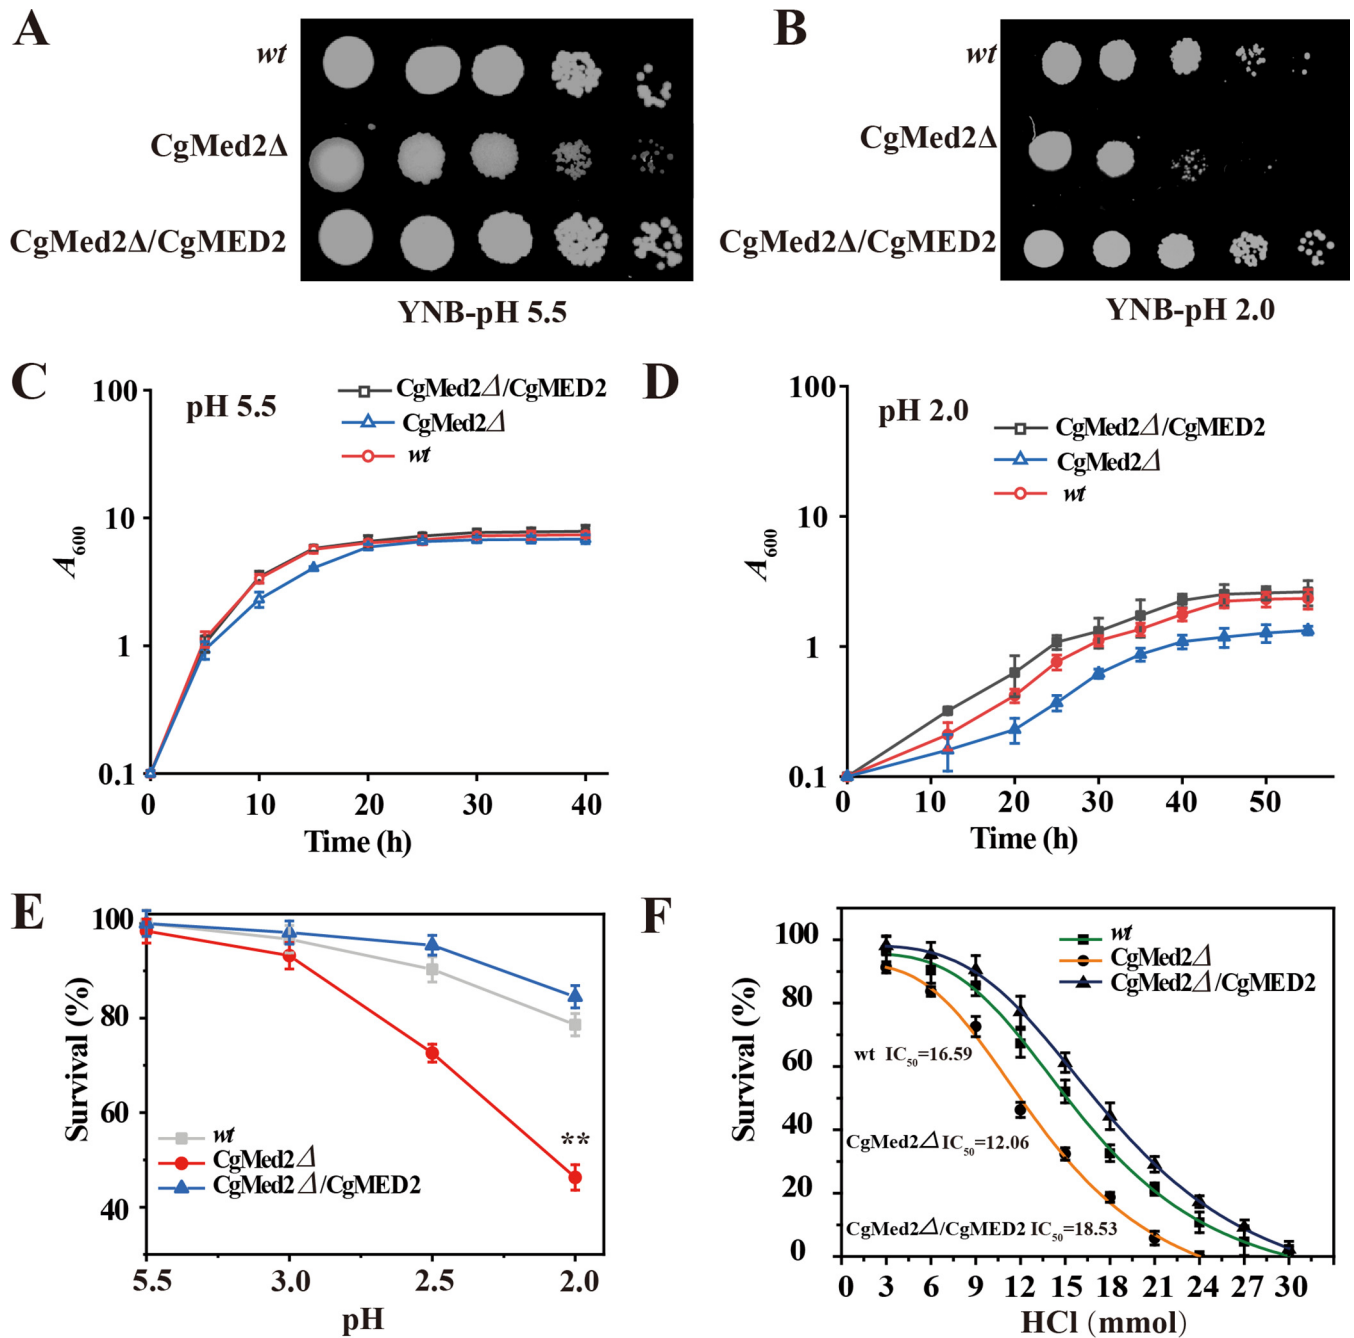 A
wt
CgMed2Δ
CgMed2Δ/CgMED2
YNB-pH 5.5
B
wt
CgMed2Δ
CgMed2Δ/CgMED2
YNB-pH 2.0
C
100
10
1
0.1
A600
pH 5.5
CgMed2Δ/CgMED2
CgMed2Δ
wt
0 10 20 30 40
Time (h)
D
100
10
1
0.1
A600
pH 2.0
CgMed2Δ/CgMED2
CgMed2Δ
wt
0 10 20 30 40 50
Time (h)
E
100
80
60
40
Survival (%)
wt
CgMed2Δ
CgMed2Δ/CgMED2
**
5.5 3.0 2.5 2.0
pH
F
100
80
60
40
20
0
Survival (%)
wt
CgMed2Δ
CgMed2Δ/CgMED2
wt IC50=16.59
CgMed2Δ IC50=12.06
CgMed2Δ/CgMED2 IC50=18.53
0 3 6 9 12 15 18 21 24 27 30
HCl (mmol)